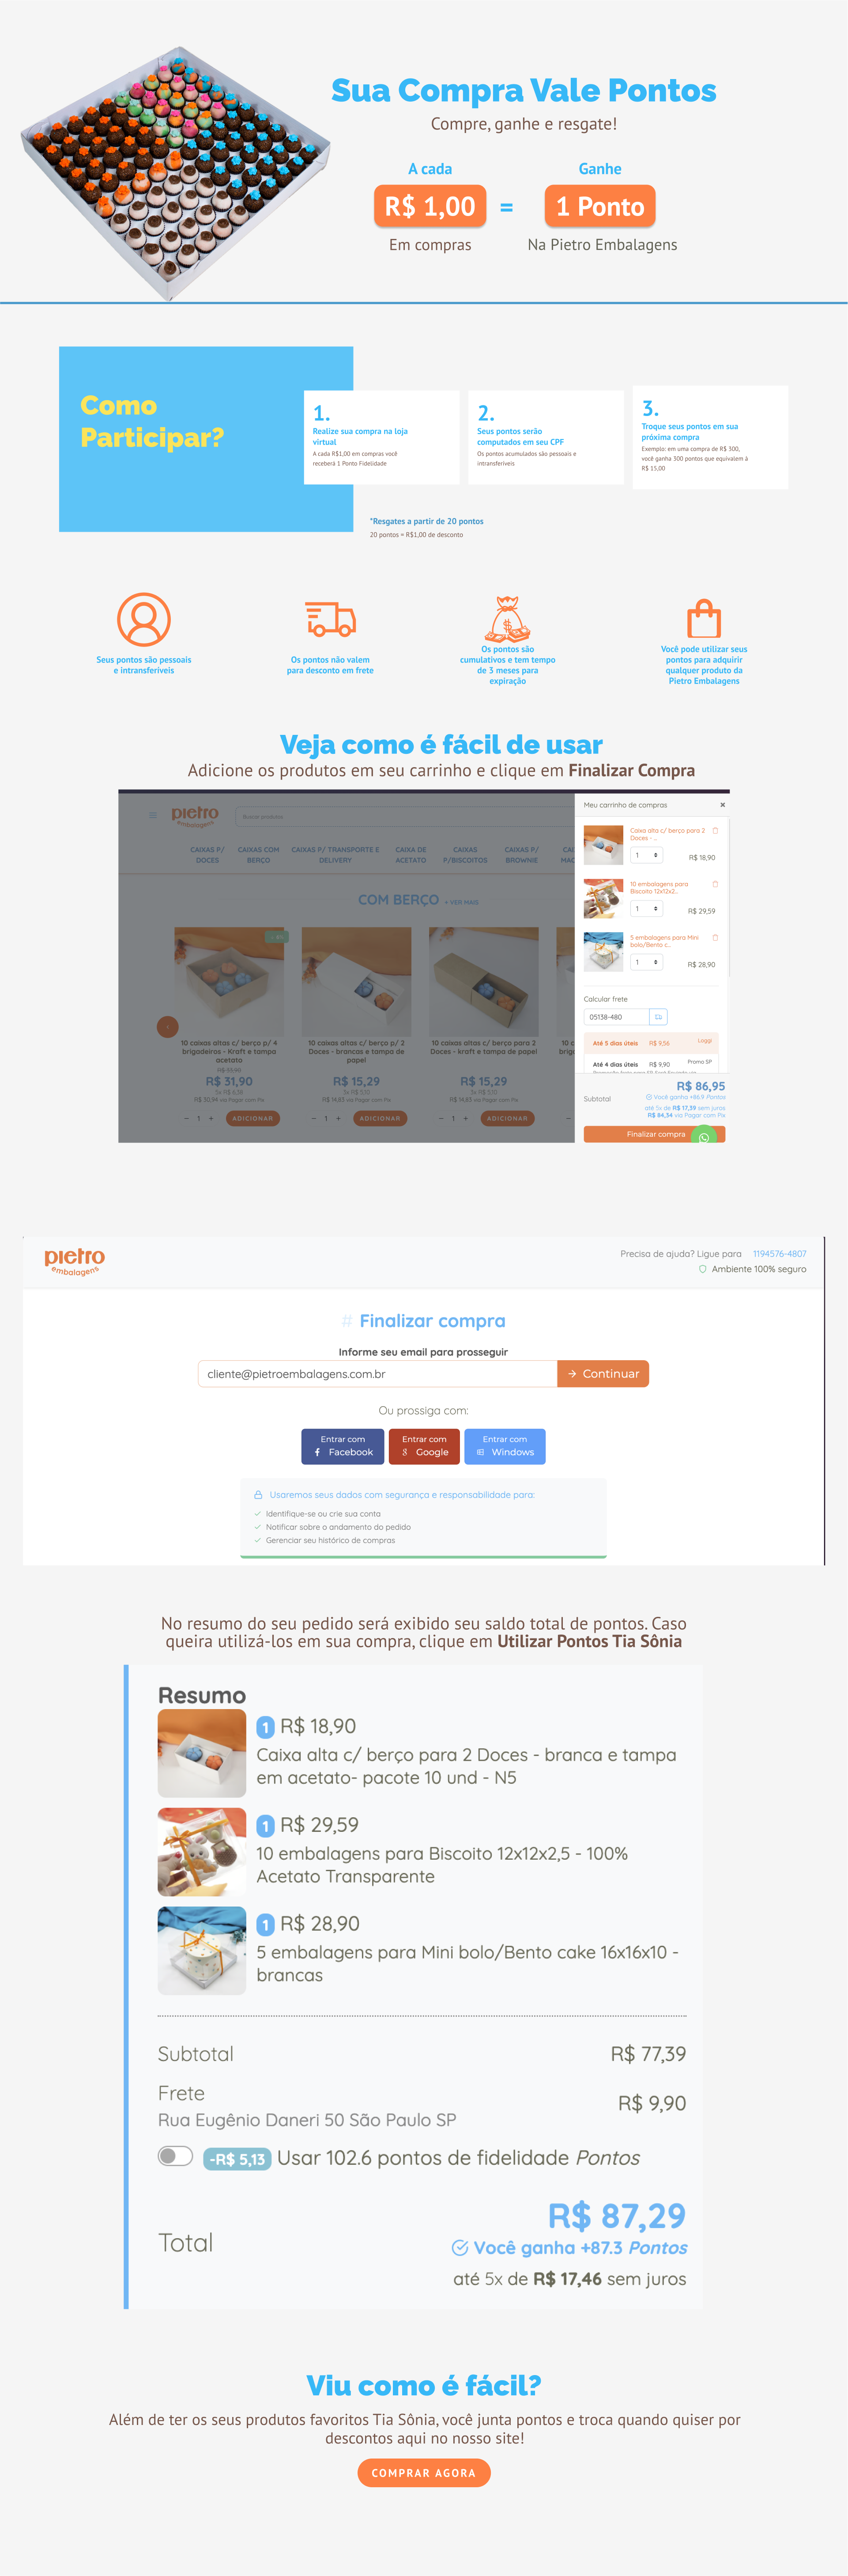 Sua Compra Vale Pontos
Compre, ganhe e resgate!
A cada
R$ 1,00
Em compras
=
Ganhe
1 Ponto
Na Pietro Embalagens
Como
Participar?
1.
Realize sua compra na loja
virtual
A cada R$1,00 em compras você
receberá 1 Ponto Fidelidade
2.
Seus pontos serão
computados em seu CPF
Os pontos acumulados são pessoais e
intransferíveis
3.
Troque seus pontos em sua
próxima compra
Exemplo: em uma compra de R$ 300,
você ganha 300 pontos que equivalem à
R$ 15,00
*Resgates a partir de 20 pontos
20 pontos = R$1,00 de desconto
Seus pontos são pessoais
e intransferíveis
Os pontos não valem
para desconto em frete
Os pontos são
cumulativos e tem tempo
de 3 meses para
expiração
Você pode utilizar seus
pontos para adquirir
qualquer produto da
Pietro Embalagens
Veja como é fácil de usar
Adicione os produtos em seu carrinho e clique em Finalizar Compra
pietro
embalagens
CAIXAS P/
DOCES
CAIXAS COM
BERÇO
CAIXAS P/ TRANSPORTE E
DELIVERY
CAIXA DE
ACETATO
CAIXAS
P/BISCOITOS
CAIXAS P/
BROWNIE
COM BERÇO + VER MAIS
10 caixas altas c/ berço p/ 4
brigadeiros - Kraft e tampa
acetato
R$ 31,90
R$ 30,94 via Pagar com Pix
- 1 + ADICIONAR
10 caixas altas c/ berço p/ 2
Doces - brancas e tampa de
papel
R$ 15,29
R$ 14,83 via Pagar com Pix
- 1 + ADICIONAR
10 caixas altas c/ berço para 2
Doces - kraft e tampa de papel
R$ 15,29
R$ 14,83 via Pagar com Pix
- 1 + ADICIONAR
Meu carrinho de compras
Caixa alta c/ berço para 2
Doces - ...
1
R$ 18,90
10 embalagens para
Biscoito 12x12x2...
1
R$ 29,59
5 embalagens para Mini
bolo/Bento c...
1
R$ 28,90
Calcular frete
05138-480
Até 5 dias úteis R$ 9,56 Loggi
Até 4 dias úteis R$ 9,90 Promo SP
Subtotal
R$ 86,95
Você ganha +86.9 Pontos
até 5x de R$ 17,39 sem juros
R$ 84,34 via Pagar com Pix
Finalizar compra
pietro
embalagens
Precisa de ajuda? Ligue para 1194576-4807
Ambiente 100% seguro
# Finalizar compra
Informe seu email para prosseguir
cliente@pietroembalagens.com.br
Continuar
Ou prossiga com:
Entrar com
Facebook
Entrar com
Google
Entrar com
Windows
Usaremos seus dados com segurança e responsabilidade para:
Identifique-se ou crie sua conta
Notificar sobre o andamento do pedido
Gerenciar seu histórico de compras
No resumo do seu pedido será exibido seu saldo total de pontos. Caso
queira utilizá-los em sua compra, clique em Utilizar Pontos Tia Sônia
Resumo
1 R$ 18,90
Caixa alta c/ berço para 2 Doces - branca e tampa
em acetato- pacote 10 und - N5
1 R$ 29,59
10 embalagens para Biscoito 12x12x2,5 - 100%
Acetato Transparente
1 R$ 28,90
5 embalagens para Mini bolo/Bento cake 16x16x10 -
brancas
Subtotal R$ 77,39
Frete R$ 9,90
Rua Eugênio Daneri 50 São Paulo SP
-R$ 5,13 Usar 102.6 pontos de fidelidade Pontos
Total
R$ 87,29
Você ganha +87.3 Pontos
até 5x de R$ 17,46 sem juros
Viu como é fácil?
Além de ter os seus produtos favoritos Tia Sônia, você junta pontos e troca quando quiser por
descontos aqui no nosso site!
COMPRAR AGORA